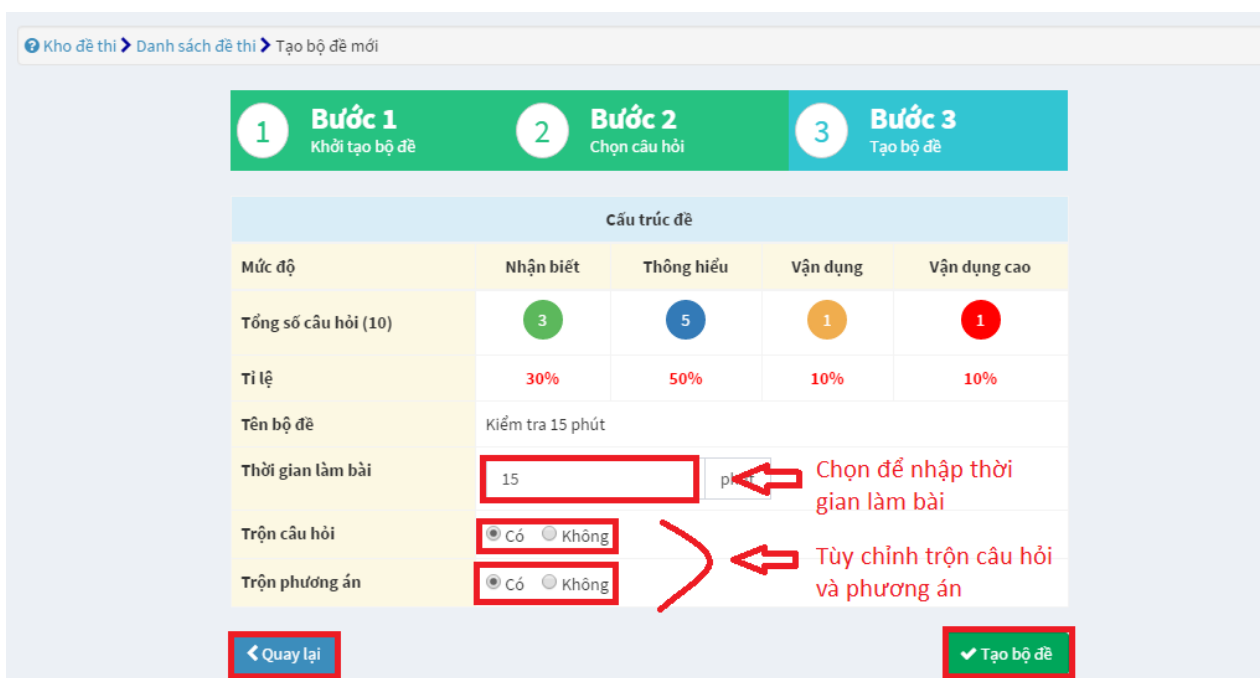 Kho đề thi Danh sách đề thi Tạo bộ đề mới
1 Bước 1 2 Bước 2 3 Bước 3
Khởi tạo bộ đề Chọn câu hỏi Tạo bộ đề
Cấu trúc đề
Mức độ Nhận biết Thông hiểu Vận dụng Vận dụng cao
Tổng số câu hỏi (10) 3 5 1 1
Tỉ lệ 30% 50% 10% 10%
Tên bộ đề Kiểm tra 15 phút
Thời gian làm bài 15 phút Chọn để nhập thời
gian làm bài
Trộn câu hỏi Có Không
Tùy chỉnh trộn câu hỏi
Trộn phương án Có Không và phương án
Quay lại Tạo bộ đề